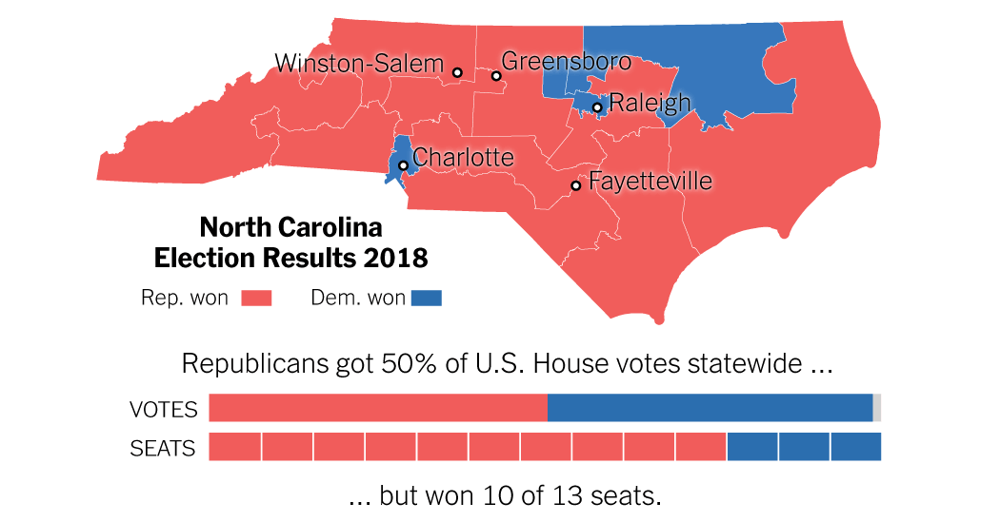 Winston-Salem
Greensboro
Raleigh
Charlotte
Fayetteville
North Carolina
Election Results 2018
Rep. won
Dem. won
Republicans got 50% of U.S. House votes statewide ...
VOTES
SEATS
... but won 10 of 13 seats.